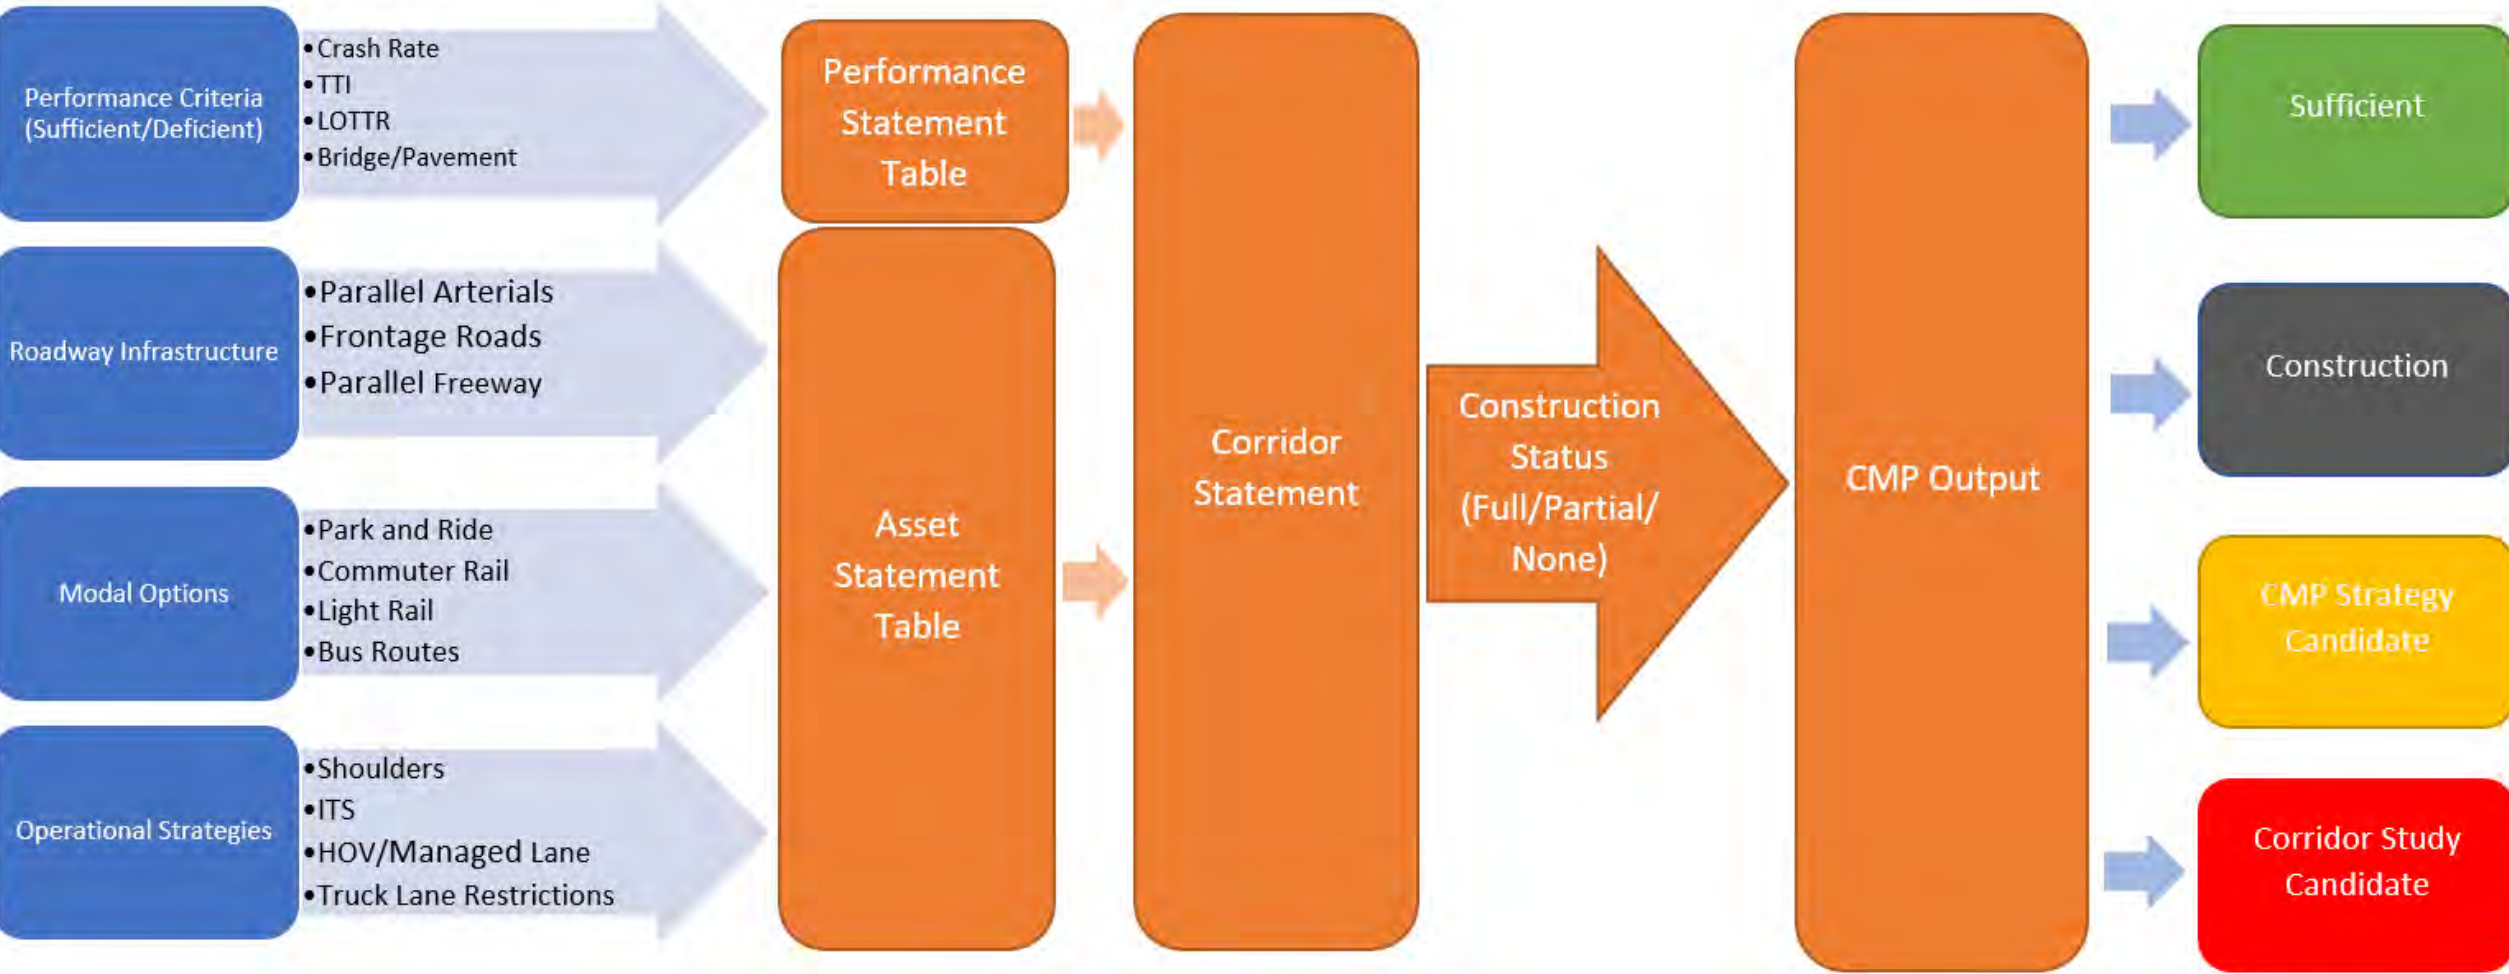 Performance Criteria
(Sufficient/Deficient)
•Crash Rate
•TTI
•LOTTR
•Bridge/Pavement
Roadway Infrastructure
•Parallel Arterials
•Frontage Roads
•Parallel Freeway
Modal Options
•Park and Ride
•Commuter Rail
•Light Rail
•Bus Routes
Operational Strategies
•Shoulders
•ITS
•HOV/Managed Lane
•Truck Lane Restrictions
Performance
Statement
Table
Asset
Statement
Table
Corridor
Statement
Construction
Status
(Full/Partial/
None)
CMP Output
Sufficient
Construction
CMP Strategy
Candidate
Corridor Study
Candidate